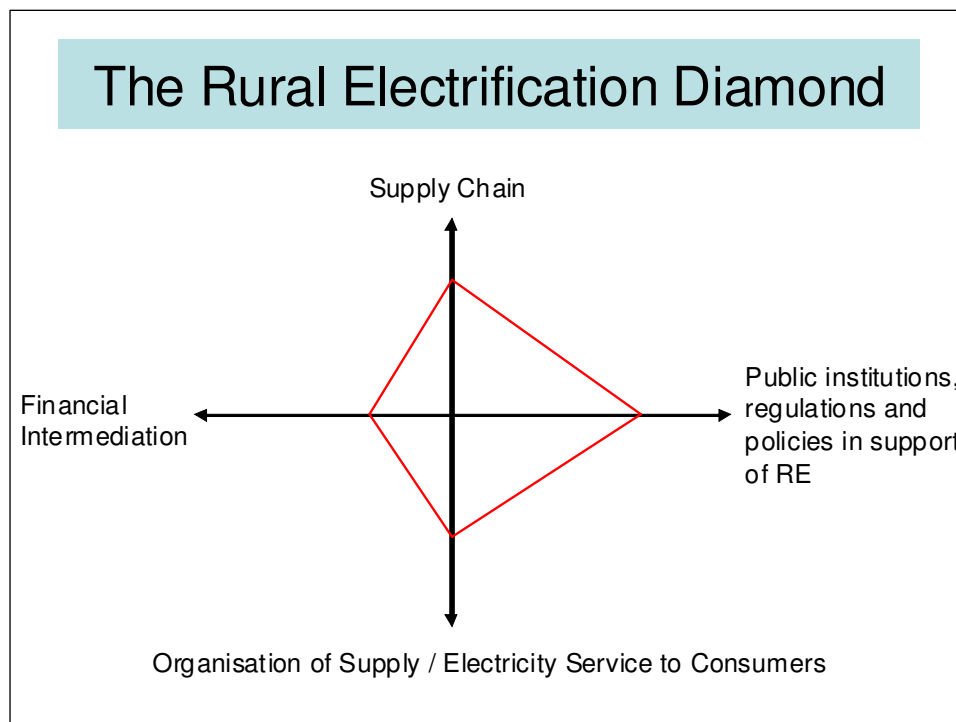 The Rural Electrification Diamond
Supply Chain
Financial
Intermediation
Public institutions,
regulations and
policies in support
of RE
Organisation of Supply / Electricity Service to Consumers